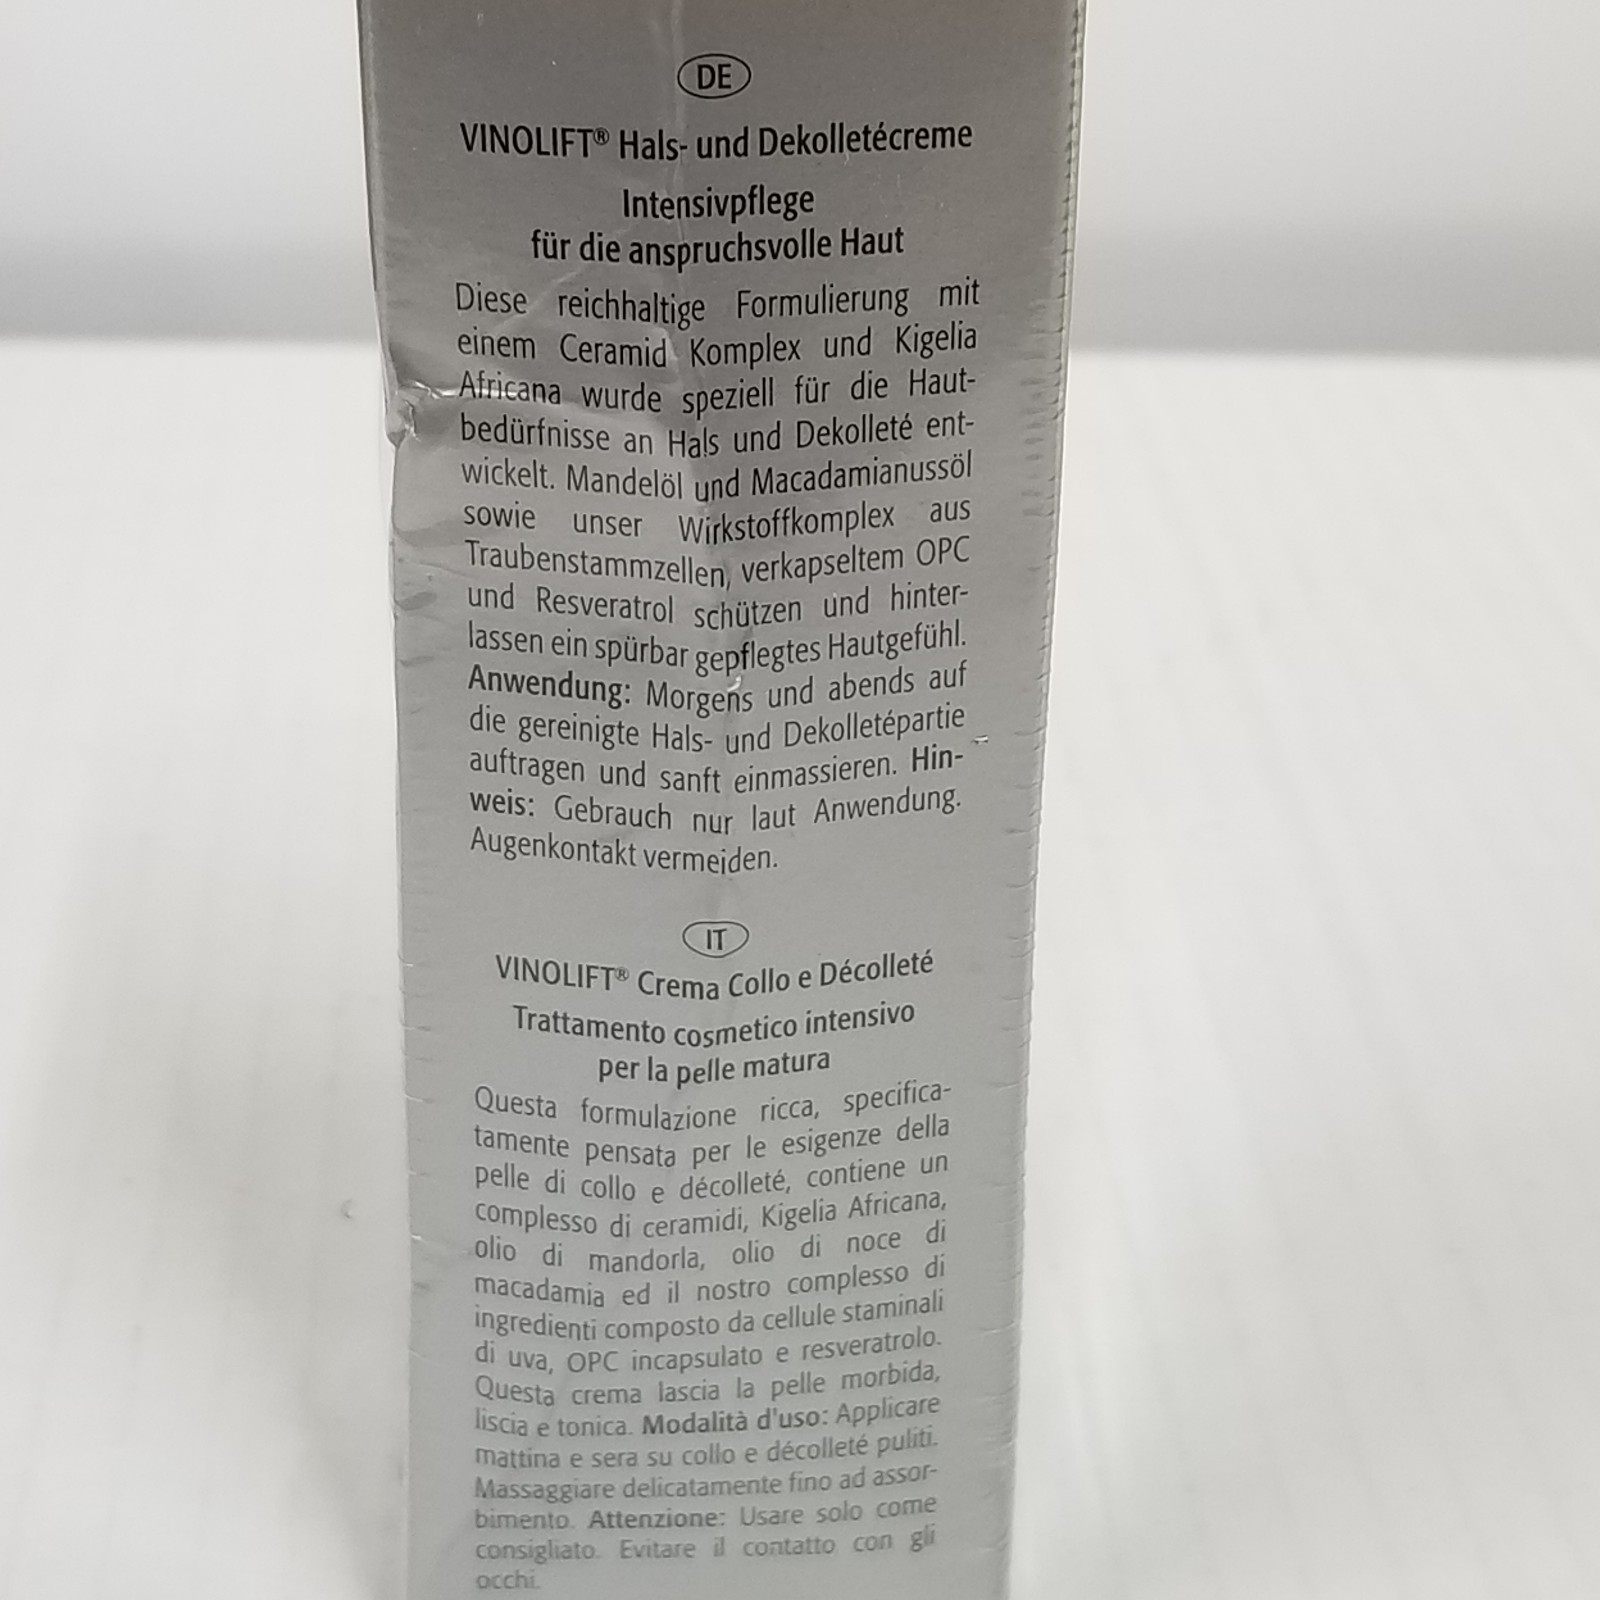 DE
VINOLIFT® Hals- und Dekolletécreme
Intensivpflege
für die anspruchsvolle Haut
Diese reichhaltige Formulierung mit
einem Ceramid Komplex und Kigelia
Africana wurde speziell für die Haut-
bedürfnisse an Hals und Dekolleté ent-
wickelt. Mandelöl und Macadamianussöl
sowie unser Wirkstoffkomplex aus
Traubenstammzellen, verkapseltem OPC
und Resveratrol schützen und hinter-
lassen ein spürbar gepflegtes Hautgefühl.
Anwendung: Morgens und abends auf
die gereinigte Hals- und Dekolletépartie
auftragen und sanft einmassieren. Hin-
weis: Gebrauch nur laut Anwendung.
Augenkontakt vermeiden.
IT
VINOLIFT® Crema Collo e Décolleté
Trattamento cosmetico intensivo
per la pelle matura
Questa formulazione ricca, specifica-
tamente pensata per le esigenze della
pelle di collo e décolleté, contiene un
complesso di ceramidi, Kigelia Africana,
olio di mandorla, olio di noce di
macadamia ed il nostro complesso di
ingredienti composto da cellule staminali
di uva, OPC incapsulato e resveratrolo.
Questa crema lascia la pelle morbida,
liscia e tonica. Modalità d'uso: Applicare
mattina e sera su collo e décolleté puliti.
Massaggiare delicatamente fino ad assor-
bimento. Attenzione: Usare solo come
consigliato. Evitare il contatto con gli
occhi.